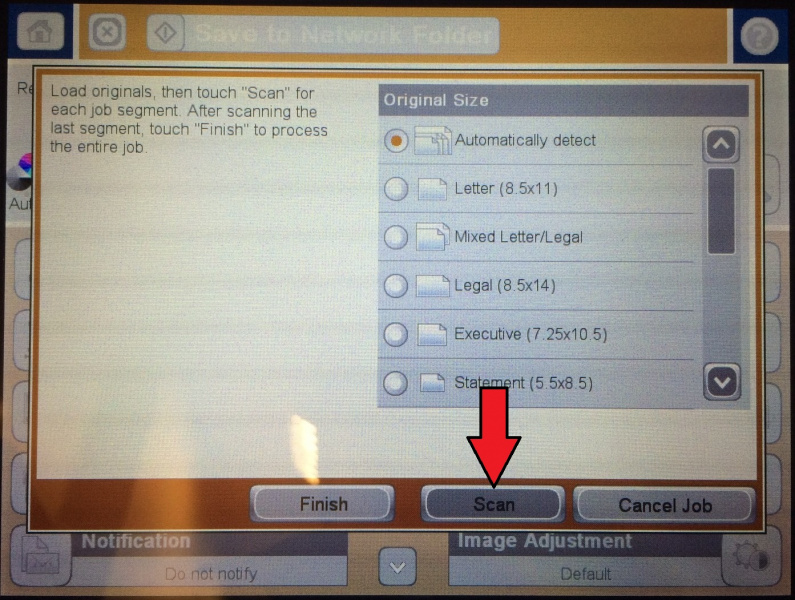 Save to Network Folder
?
Re
Load originals, then touch "Scan" for
each job segment. After scanning the
last segment, touch "Finish" to process
the entire job.
Original Size
Automatically detect
Letter (8.5x11)
Mixed Letter/Legal
Legal (8.5x14)
Executive (7.25x10.5)
Statement (5.5x8.5)
Aut
Finish
Scan
Cancel Job
Notification
Do not notify
Image Adjustment
Default